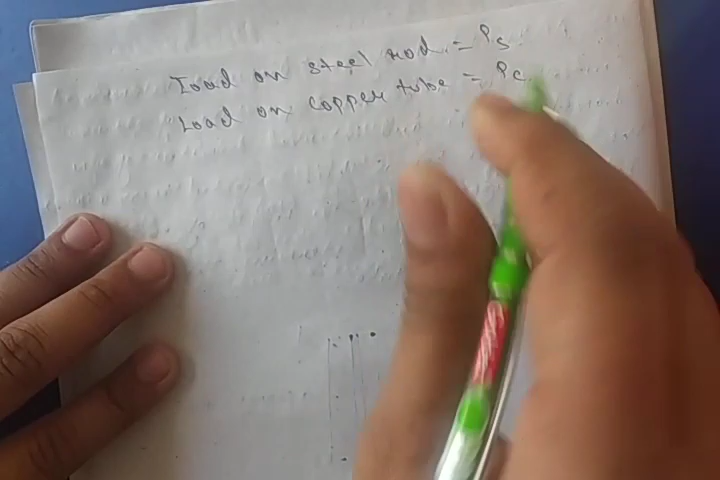 Load on steel rod = Ps
Load on copper tube = Pc